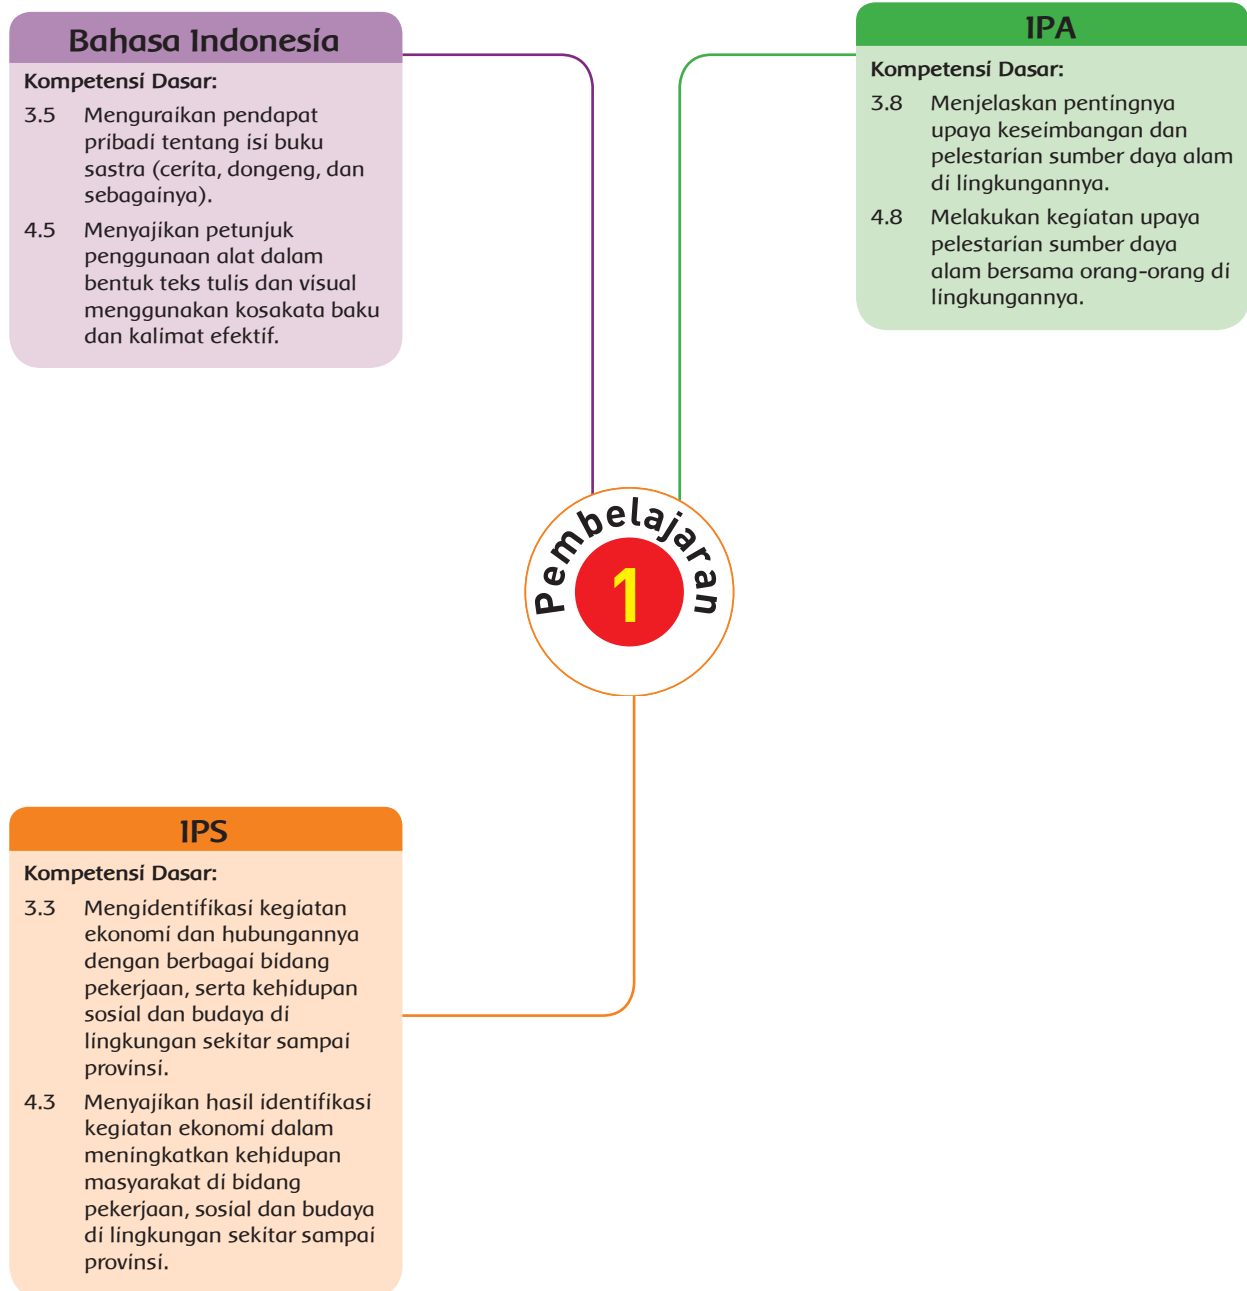 Bahasa Indonesia
Kompetensi Dasar:
3.5 Menguraikan pendapat
pribadi tentang isi buku
sastra (cerita, dongeng, dan
sebagainya).
4.5 Menyajikan petunjuk
penggunaan alat dalam
bentuk teks tulis dan visual
menggunakan kosakata baku
dan kalimat efektif.
IPA
Kompetensi Dasar:
3.8 Menjelaskan pentingnya
upaya keseimbangan dan
pelestarian sumber daya alam
di lingkungannya.
4.8 Melakukan kegiatan upaya
pelestarian sumber daya
alam bersama orang-orang di
lingkungannya.
Pembelajaran
1
IPS
Kompetensi Dasar:
3.3 Mengidentifikasi kegiatan
ekonomi dan hubungannya
dengan berbagai bidang
pekerjaan, serta kehidupan
sosial dan budaya di
lingkungan sekitar sampai
provinsi.
4.3 Menyajikan hasil identifikasi
kegiatan ekonomi dalam
meningkatkan kehidupan
masyarakat di bidang
pekerjaan, sosial dan budaya
di lingkungan sekitar sampai
provinsi.